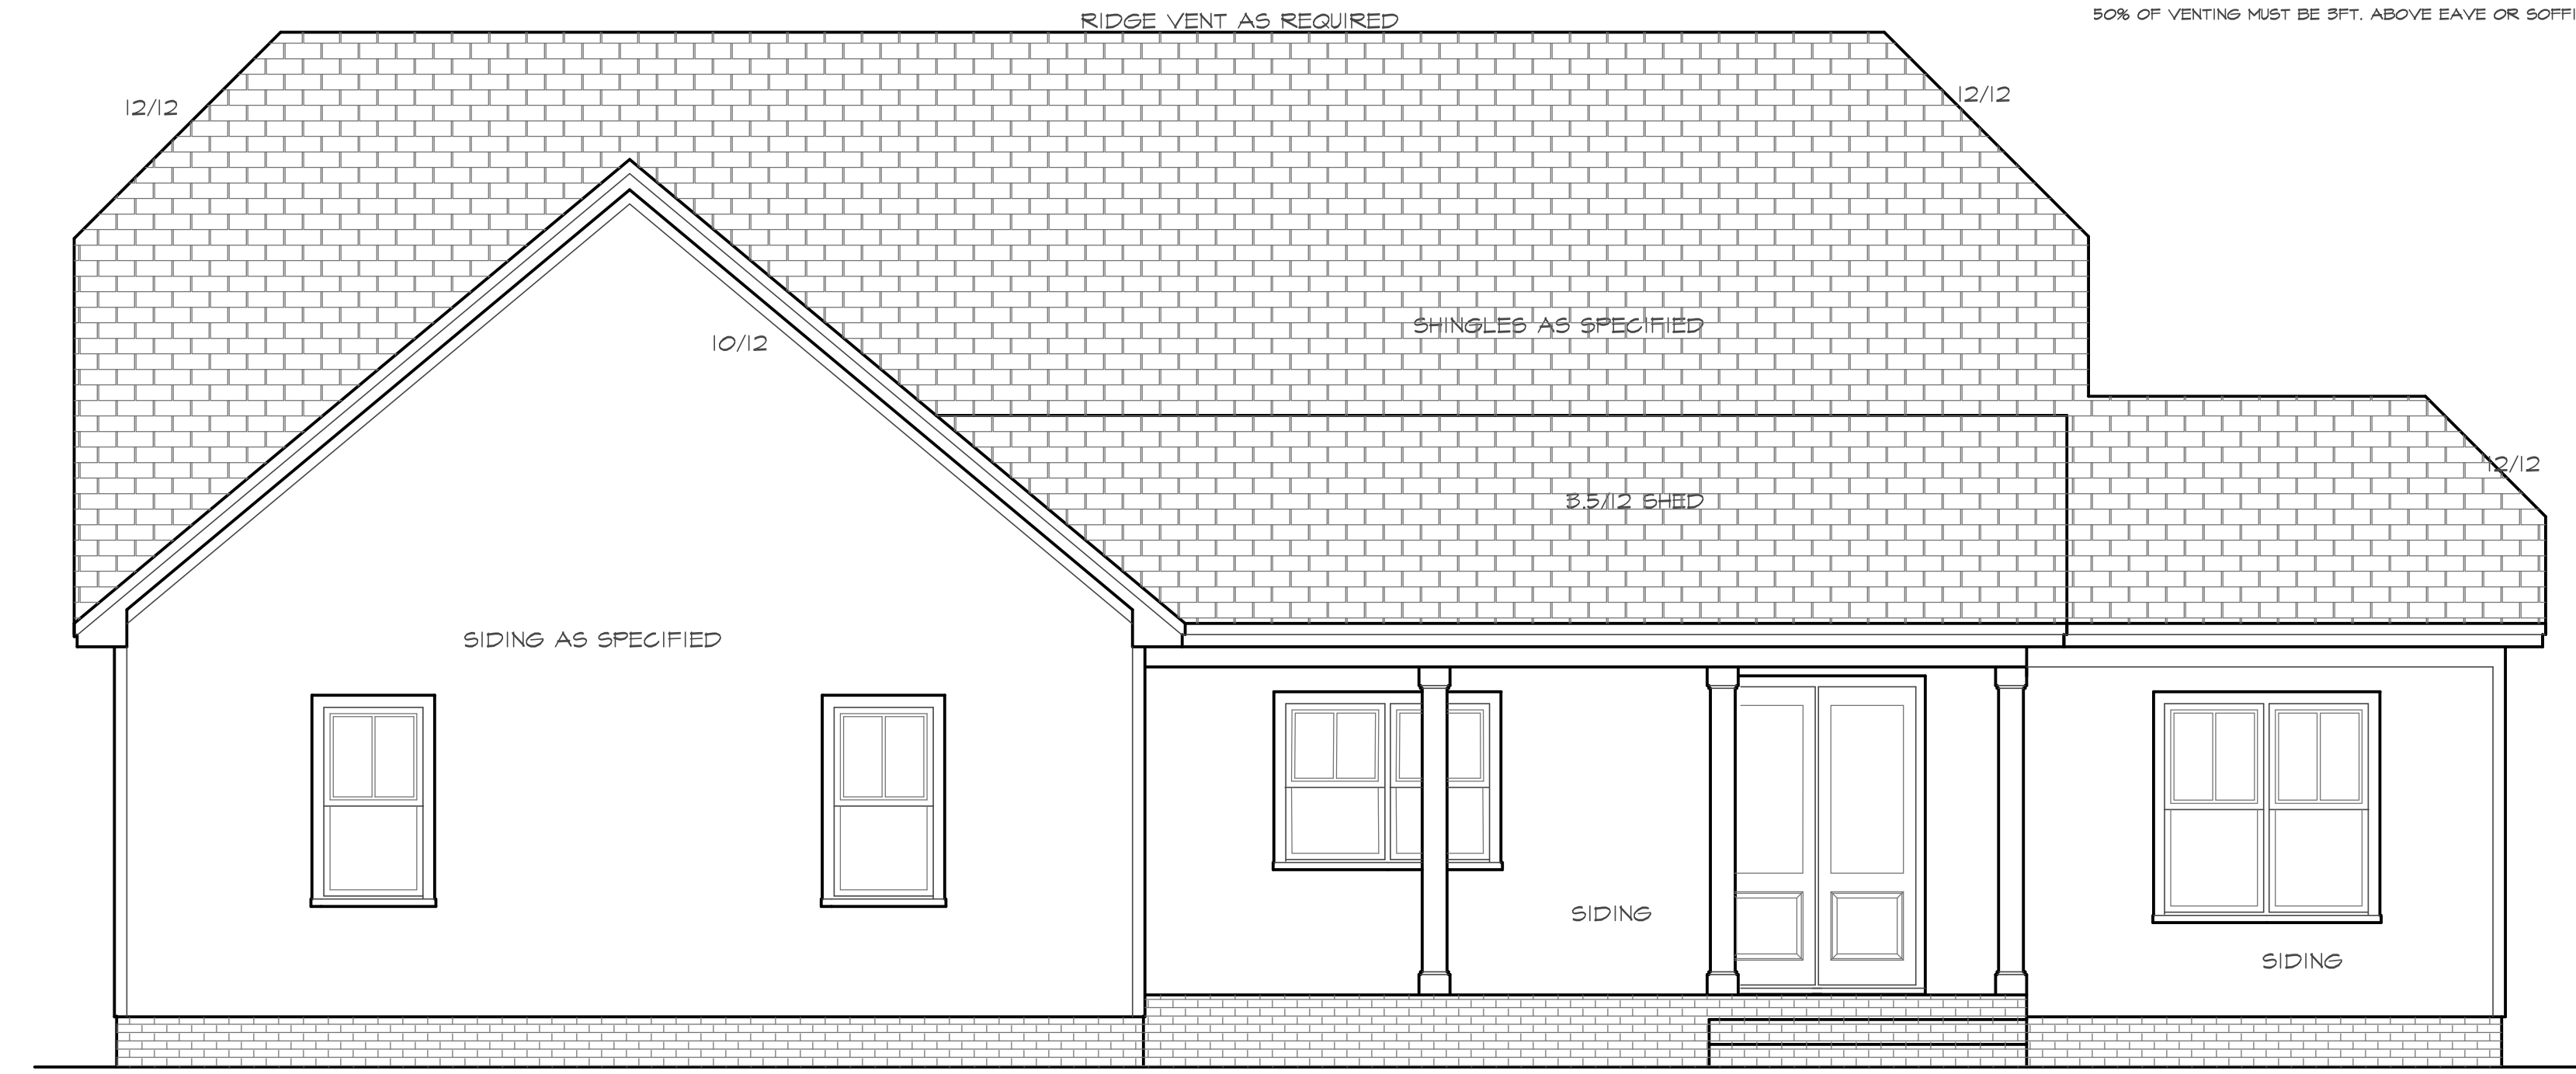 RIDGE VENT AS REQUIRED
50% OF VENTING MUST BE 3FT. ABOVE EAVE OR SOFFI
12/12
12/12
SHINGLES AS SPECIFIED
10/12
12/12
3.5/12 SHED
SIDING AS SPECIFIED
SIDING
SIDING